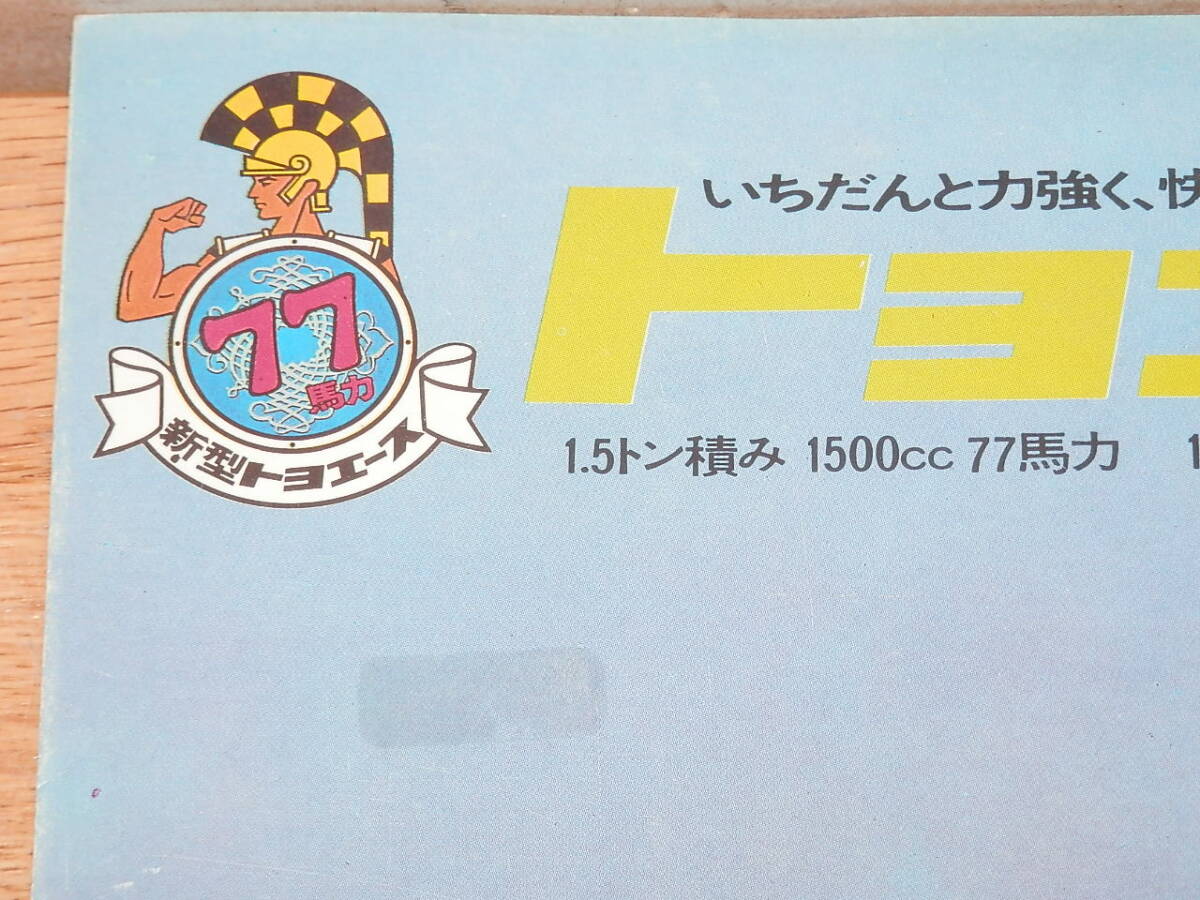 77
馬力
新型トヨエース
いちだんと力強く、快
トヨ
1.5トン積み 1500cc 77馬力 1